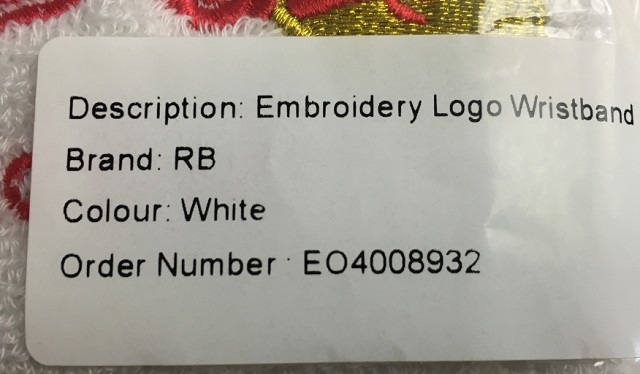 Description: Embroidery Logo Wristband
Brand: RB
Colour: White
Order Number : EO4008932